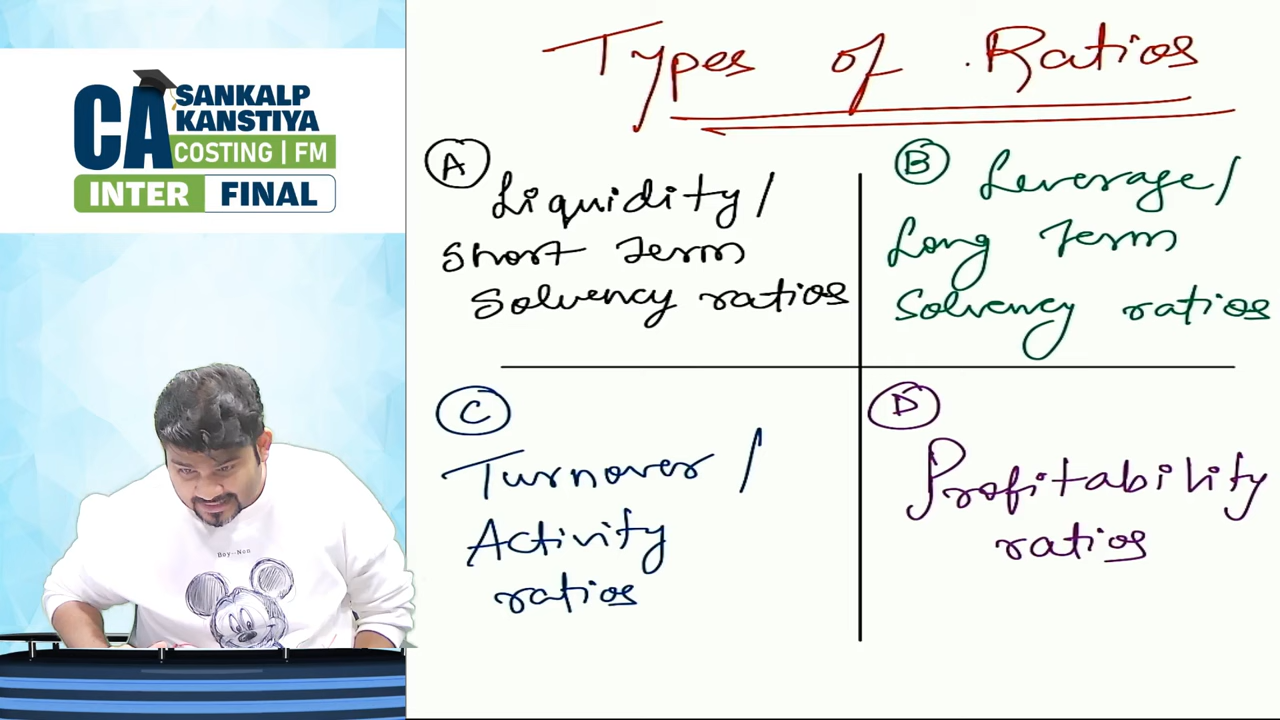 CA SANKALP
KANSTIYA
COSTING | FM
INTER FINAL
Types of Ratios
A
Liquidity/
Short Term
Solvency ratios
B
Leverage/
Long Term
Solvency ratios
C
Turnover/
Activity
ratios
D
Profitability
ratios
Boy--Non